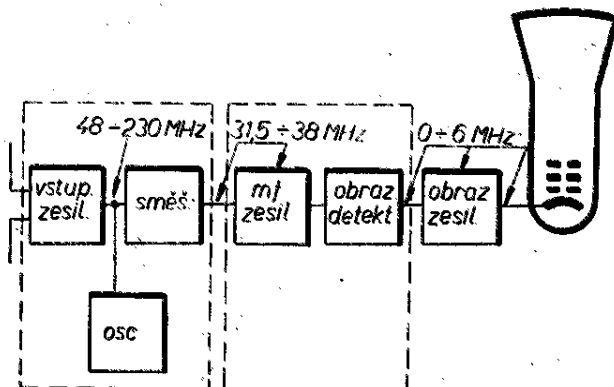 48-230 MHz
31,5 ÷ 38 MHz
0 ÷ 6 MHz
vstup.
zesil.
směš.
mf
zesil
obraz
detekt
obraz
zesil.
osc